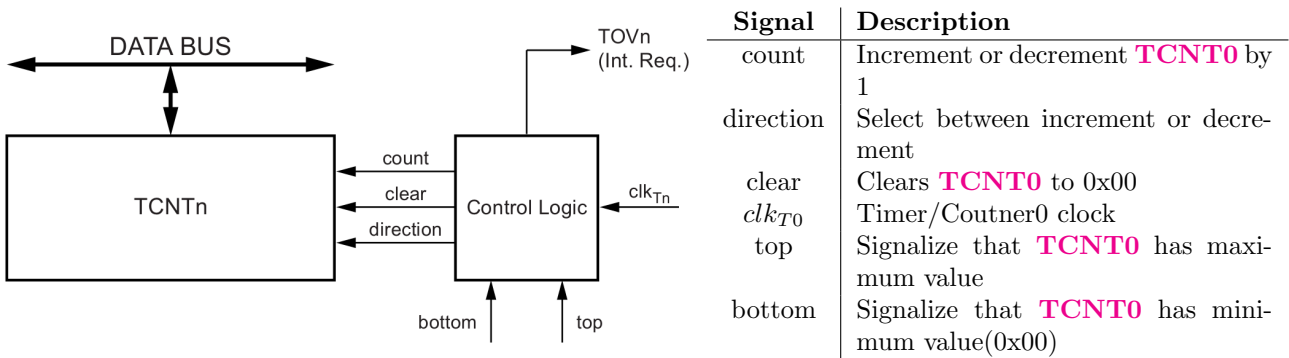 DATA BUS
TOVn
(Int. Req.)
TCNTn
count
clear
direction
Control Logic
clkTn
bottom
top
Signal Description
count Increment or decrement TCNT0 by
1
direction Select between increment or decre-
ment
clear Clears TCNT0 to 0x00
clkT0 Timer/Coutner0 clock
top Signalize that TCNT0 has maxi-
mum value
bottom Signalize that TCNT0 has mini-
mum value(0x00)